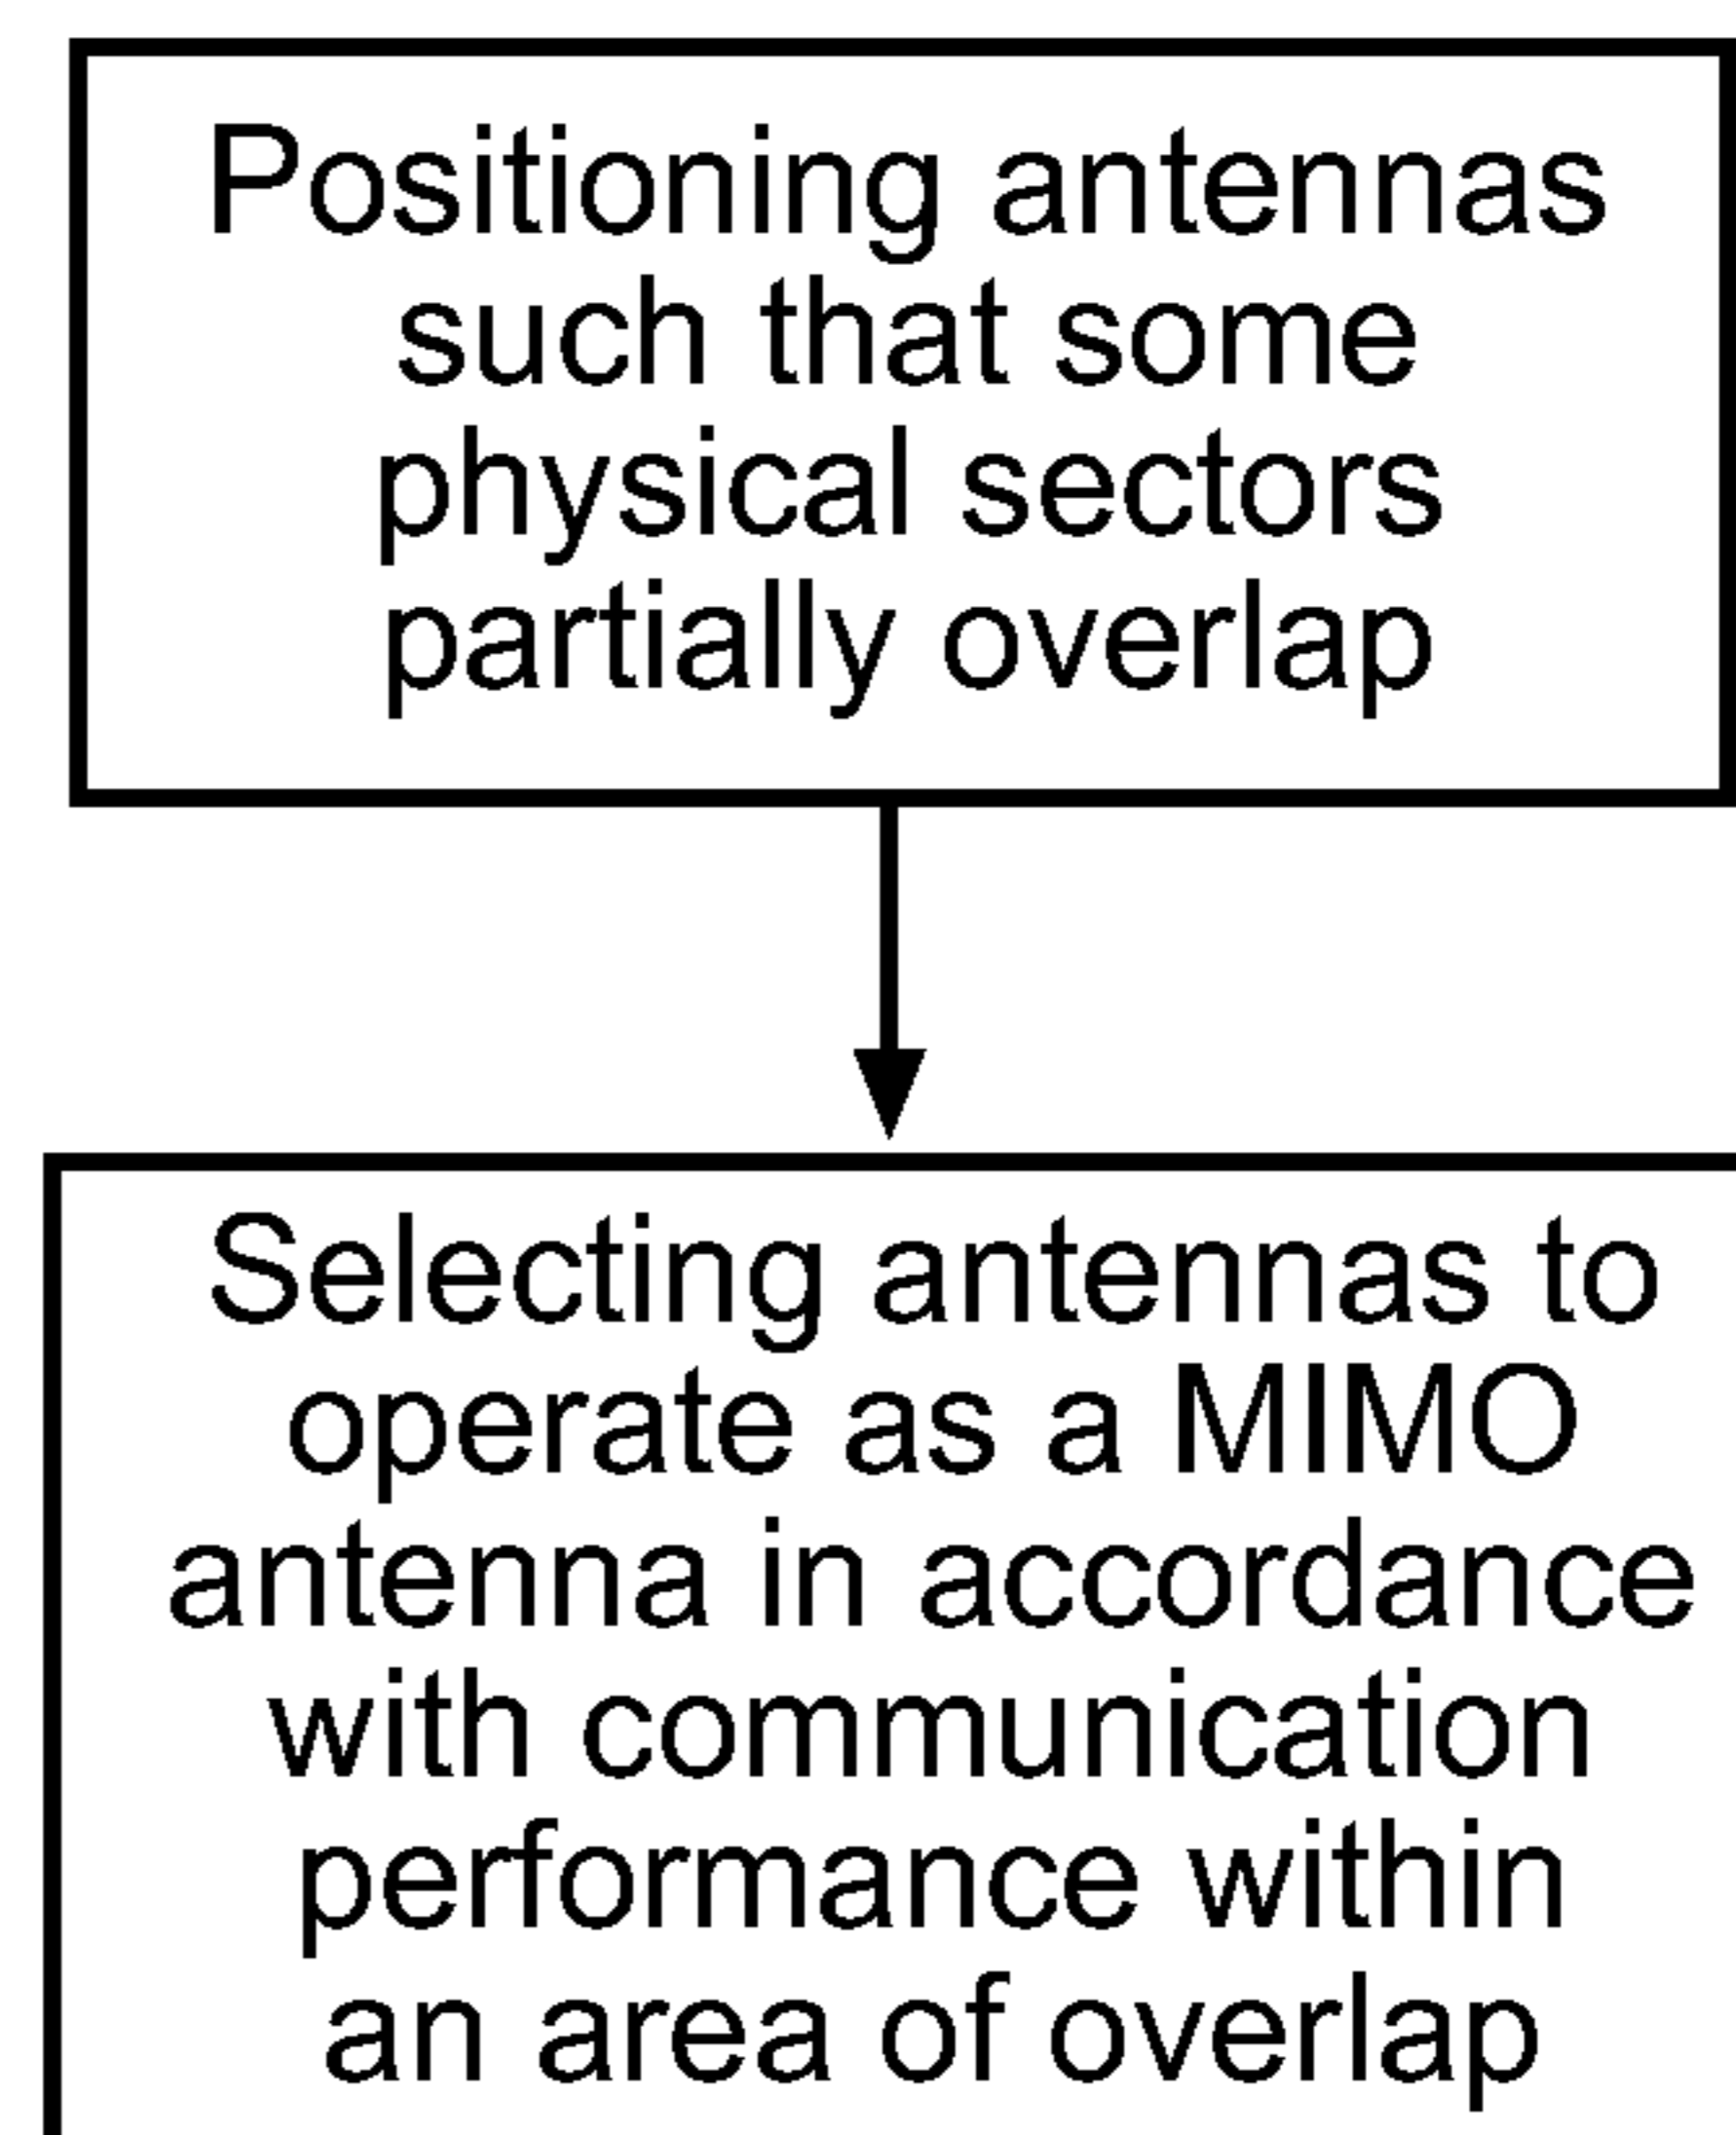 Positioning antennas
such that some
physical sectors
partially overlap
Selecting antennas to
operate as a MIMO
antenna in accordance
with communication
performance within
an area of overlap